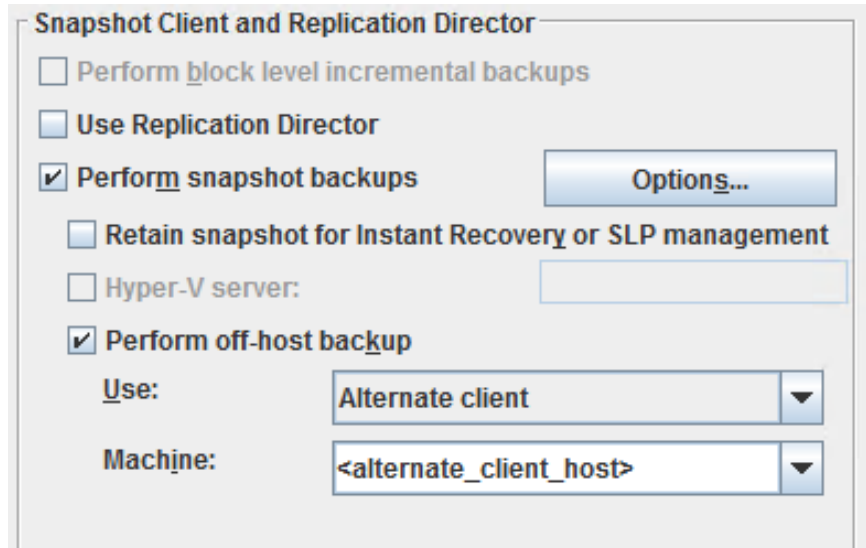 Snapshot Client and Replication Director
Perform block level incremental backups
Use Replication Director
Perform snapshot backups Options...
Retain snapshot for Instant Recovery or SLP management
Hyper-V server:
Perform off-host backup
Use: Alternate client
Machine: <alternate_client_host>